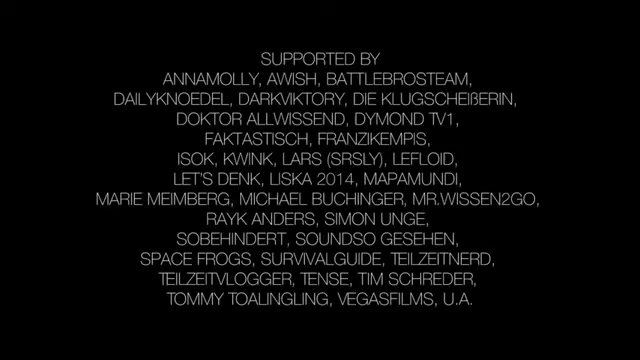 SUPPORTED BY
ANNAMOLLY, AWISH, BATTLEBROSTEAM,
DAILYKNOEDEL, DARKVIKTORY, DIE KLUGSCHEIßERIN,
DOKTOR ALLWISSEND, DYMOND TV1,
FAKTASTISCH, FRANZIKEMPIS,
ISOK, KWINK, LARS (SRSLY), LEFLOID,
LET'S DENK, LISKA 2014, MAPAMUNDI,
MARIE MEIMBERG, MICHAEL BUCHINGER, MR.WISSEN2GO,
RAYK ANDERS, SIMON UNGE,
SOBEHINDERT, SOUNDSO GESEHEN,
SPACE FROGS, SURVIVALGUIDE, TEILZEITNERD,
TEILZEITVLOGGER, TENSE, TIM SCHREDER,
TOMMY TOALINGLING, VEGASFILMS, U.A.